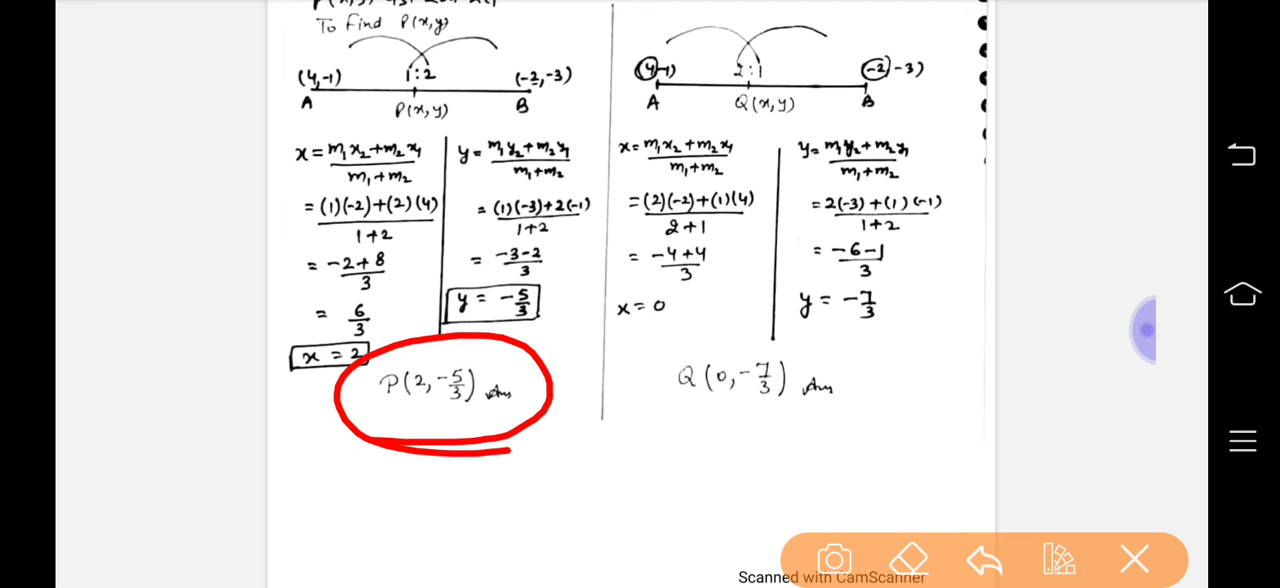 To Find P(x,y)
(4,-1) 1:2 (-2,-3)
A P(x,y) B
x = m₁x₂+m₂x₁ / m₁+m₂
= (1)(-2)+(2)(4) / 1+2
= -2+8 / 3
= 6/3
x = 2
y = m₁y₂+m₂y₁ / m₁+m₂
= (1)(-3)+2(-1) / 1+2
= -3-2 / 3
y = -5/3
P(2, -5/3) Ans
(4,-1) 2:1 (-2,-3)
A Q(x,y) B
x = m₁x₂+m₂x₁ / m₁+m₂
= (2)(-2)+(1)(4) / 2+1
= -4+4 / 3
x = 0
y = m₁y₂+m₂y₁ / m₁+m₂
= 2(-3)+(1)(-1) / 1+2
= -6-1 / 3
y = -7/3
Q(0, -7/3) Ans
Scanned with CamScanner